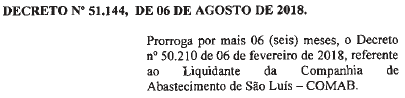 DECRETO Nº 51.144, DE 06 DE AGOSTO DE 2018.
Prorroga por mais 06 (seis) meses, o Decreto
nº 50.210 de 06 de fevereiro de 2018, referente
ao Liquidante da Companhia de
Abastecimento de São Luís – COMAB.